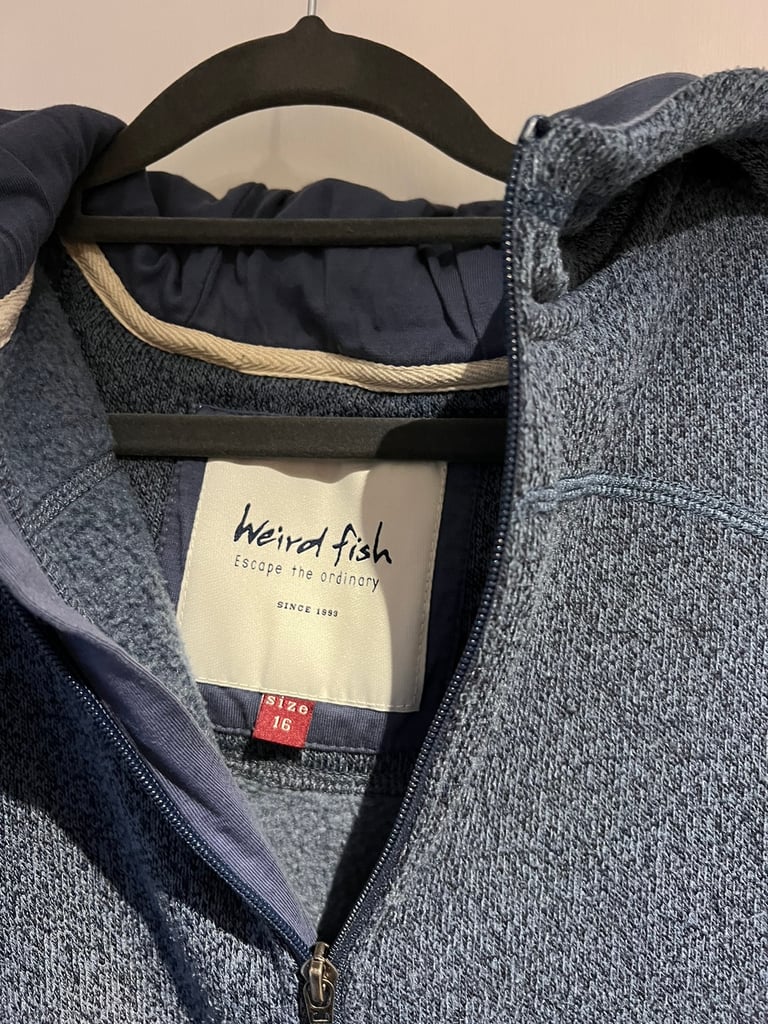 Weird fish
Escape the ordinary
SINCE 1993
size
16